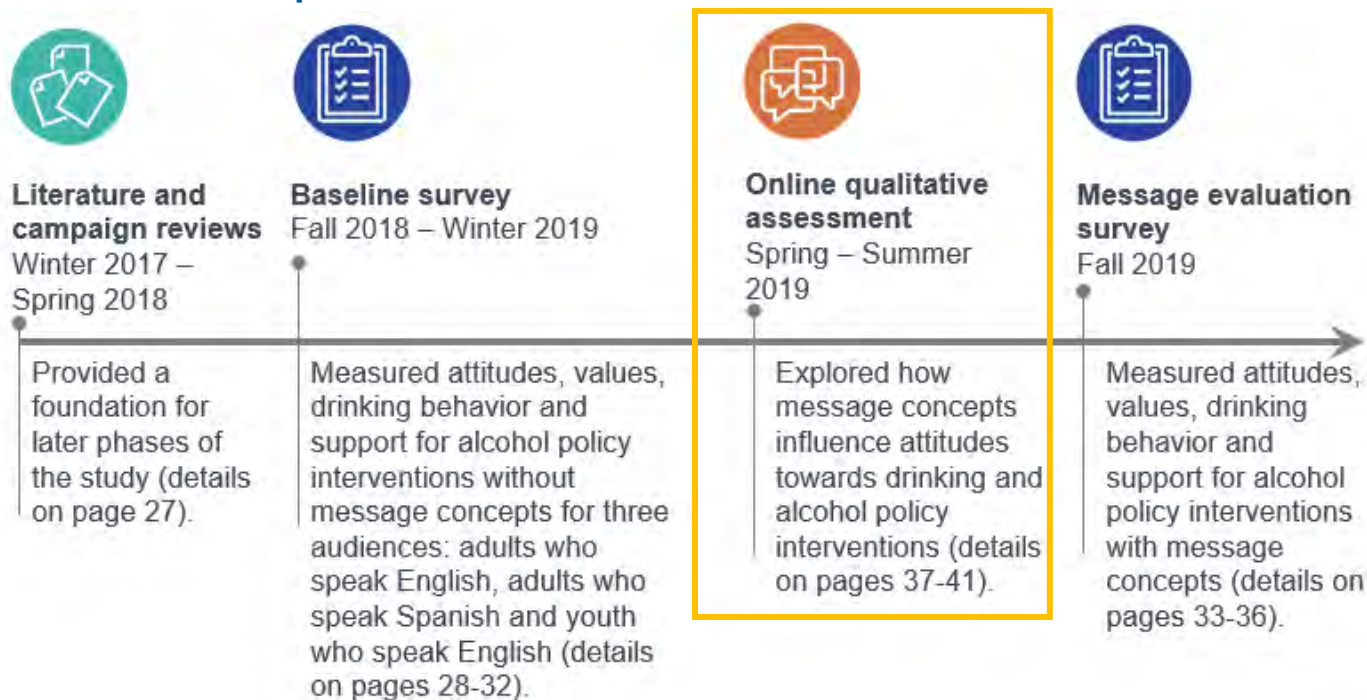 Literature and
campaign reviews
Winter 2017 –
Spring 2018
Provided a
foundation for
later phases of
the study (details
on page 27).
Baseline survey
Fall 2018 – Winter 2019
Measured attitudes, values,
drinking behavior and
support for alcohol policy
interventions without
message concepts for three
audiences: adults who
speak English, adults who
speak Spanish and youth
who speak English (details
on pages 28-32).
Online qualitative
assessment
Spring – Summer
2019
Explored how
message concepts
influence attitudes
towards drinking and
alcohol policy
interventions (details
on pages 37-41).
Message evaluation
survey
Fall 2019
Measured attitudes,
values, drinking
behavior and
support for alcohol
policy interventions
with message
concepts (details on
pages 33-36).